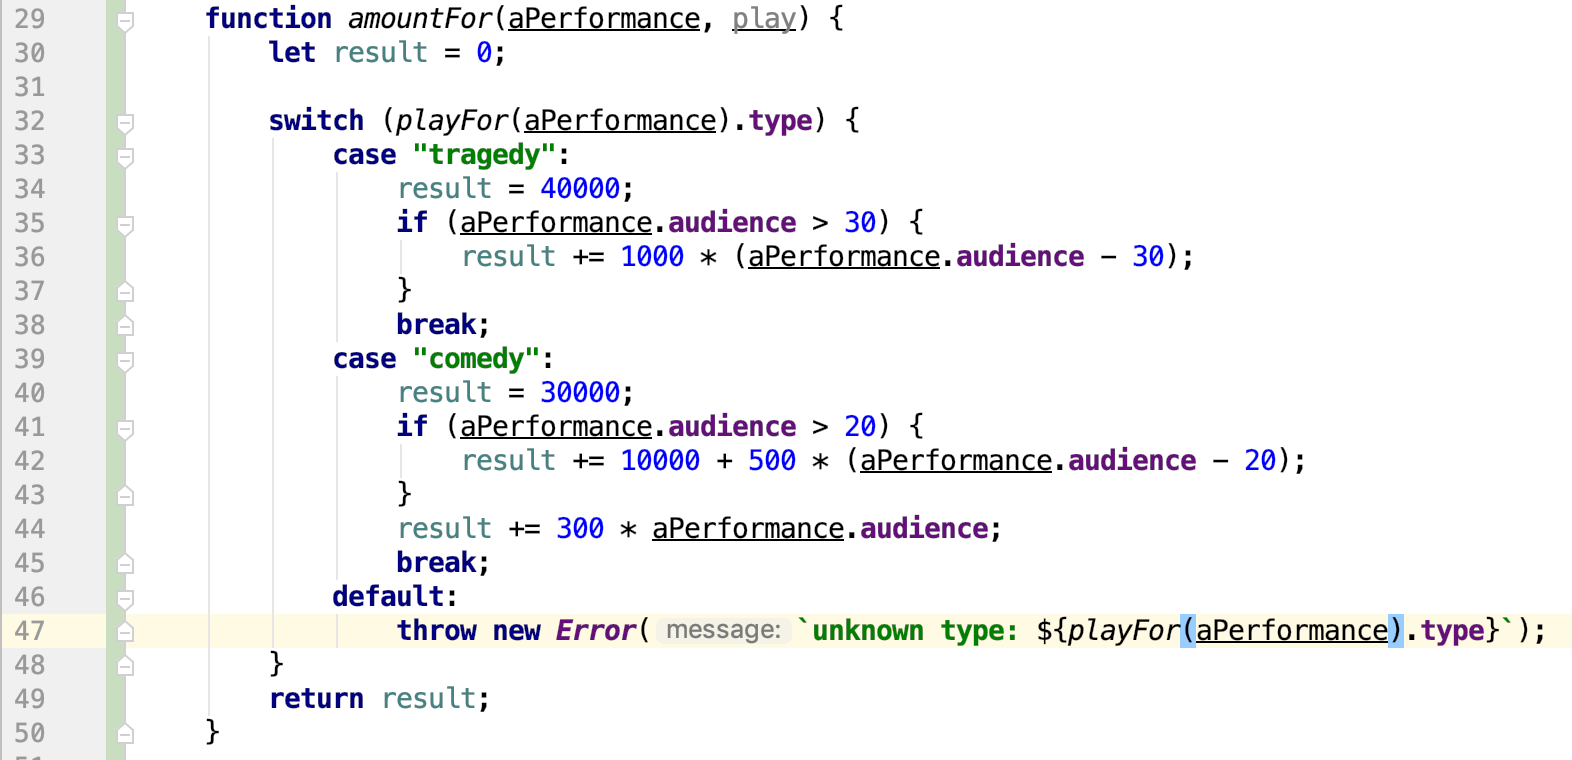 29 function amountFor(aPerformance, play) {
30 let result = 0;
31
32 switch (playFor(aPerformance).type) {
33 case "tragedy":
34 result = 40000;
35 if (aPerformance.audience > 30) {
36 result += 1000 * (aPerformance.audience - 30);
37 }
38 break;
39 case "comedy":
40 result = 30000;
41 if (aPerformance.audience > 20) {
42 result += 10000 + 500 * (aPerformance.audience - 20);
43 }
44 result += 300 * aPerformance.audience;
45 break;
46 default:
47 throw new Error( message: `unknown type: ${playFor(aPerformance).type}`);
48 }
49 return result;
50 }